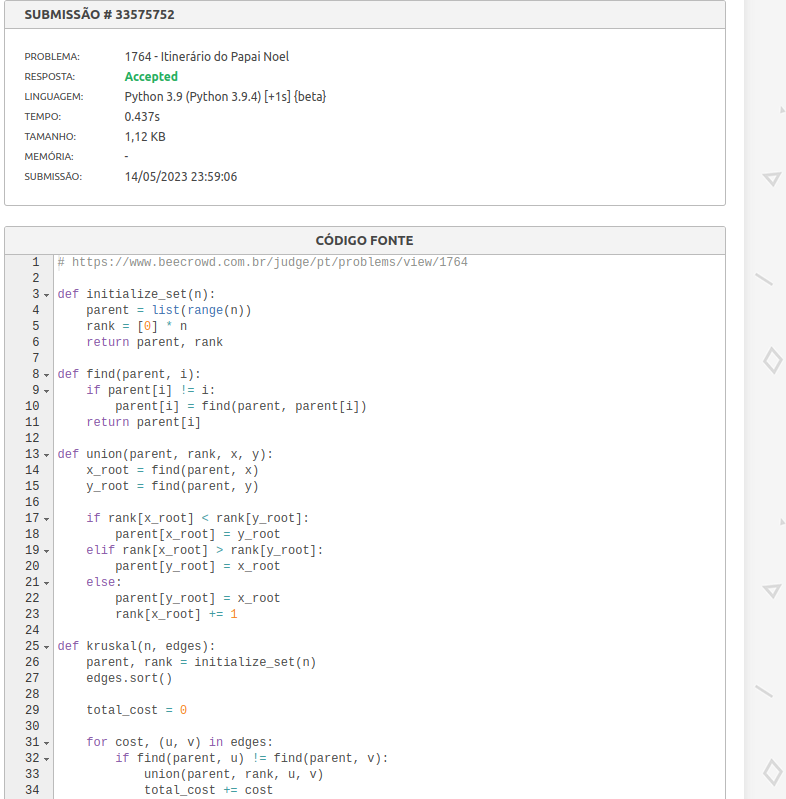 SUBMISSÃO # 33575752
PROBLEMA: 1764 - Itinerário do Papai Noel
RESPOSTA: Accepted
LINGUAGEM: Python 3.9 (Python 3.9.4) [+1s] {beta}
TEMPO: 0.437s
TAMANHO: 1,12 KB
MEMÓRIA: -
SUBMISSÃO: 14/05/2023 23:59:06
CÓDIGO FONTE
1 # https://www.beecrowd.com.br/judge/pt/problems/view/1764
2
3 def initialize_set(n):
4     parent = list(range(n))
5     rank = [0] * n
6     return parent, rank
7
8 def find(parent, i):
9     if parent[i] != i:
10         parent[i] = find(parent, parent[i])
11     return parent[i]
12
13 def union(parent, rank, x, y):
14     x_root = find(parent, x)
15     y_root = find(parent, y)
16
17     if rank[x_root] < rank[y_root]:
18         parent[x_root] = y_root
19     elif rank[x_root] > rank[y_root]:
20         parent[y_root] = x_root
21     else:
22         parent[y_root] = x_root
23         rank[x_root] += 1
24
25 def kruskal(n, edges):
26     parent, rank = initialize_set(n)
27     edges.sort()
28
29     total_cost = 0
30
31     for cost, (u, v) in edges:
32         if find(parent, u) != find(parent, v):
33             union(parent, rank, u, v)
34             total_cost += cost